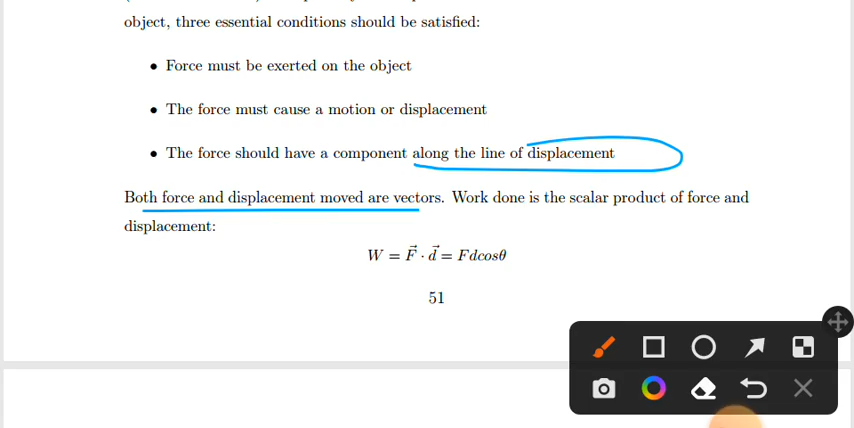 object, three essential conditions should be satisfied:
• Force must be exerted on the object
• The force must cause a motion or displacement
• The force should have a component along the line of displacement
Both force and displacement moved are vectors. Work done is the scalar product of force and
displacement:
W = F⃗ · d⃗ = Fdcosθ
51